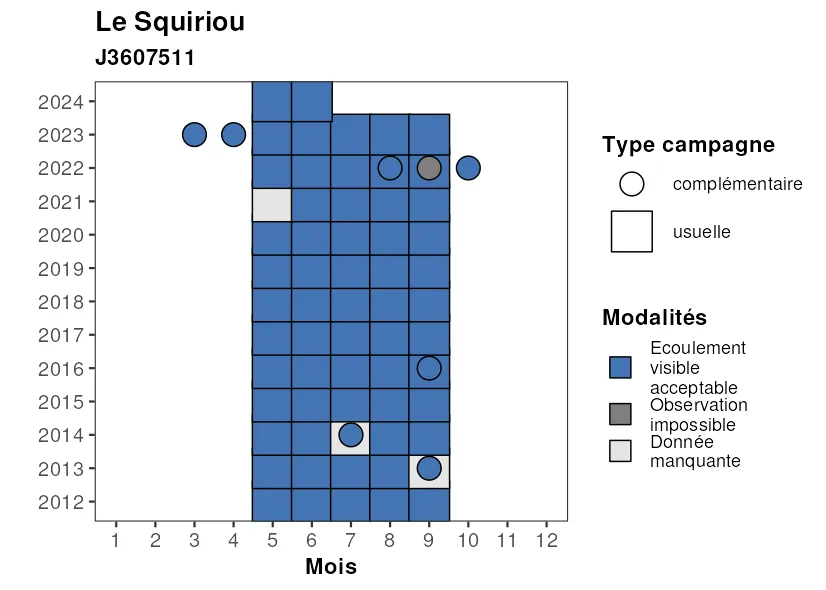 Le Squiriou
J3607511
2024
2023
2022
2021
2020
2019
2018
2017
2016
2015
2014
2013
2012
1 2 3 4 5 6 7 8 9 10 11 12
Mois
Type campagne
complémentaire
usuelle
Modalités
Ecoulement
visible
acceptable
Observation
impossible
Donnée
manquante